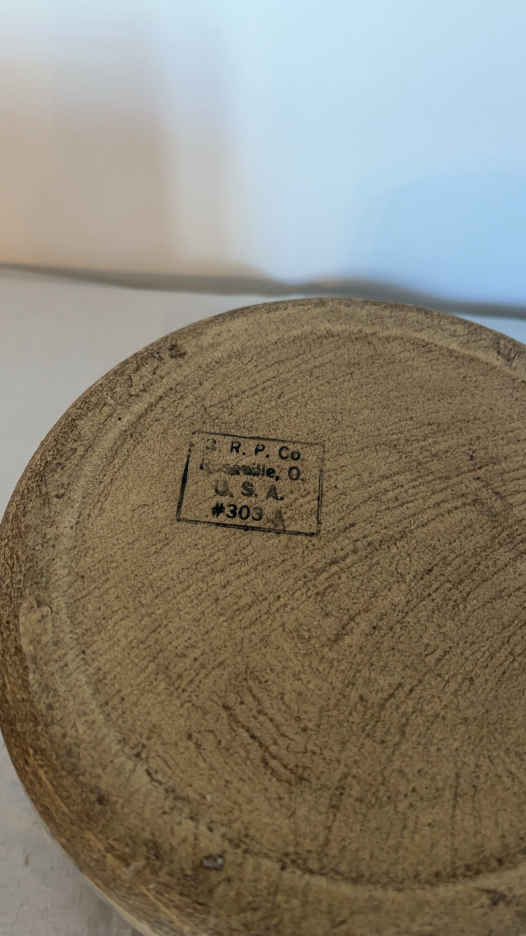 R. P. Co.
O.
U. S. A.
#303